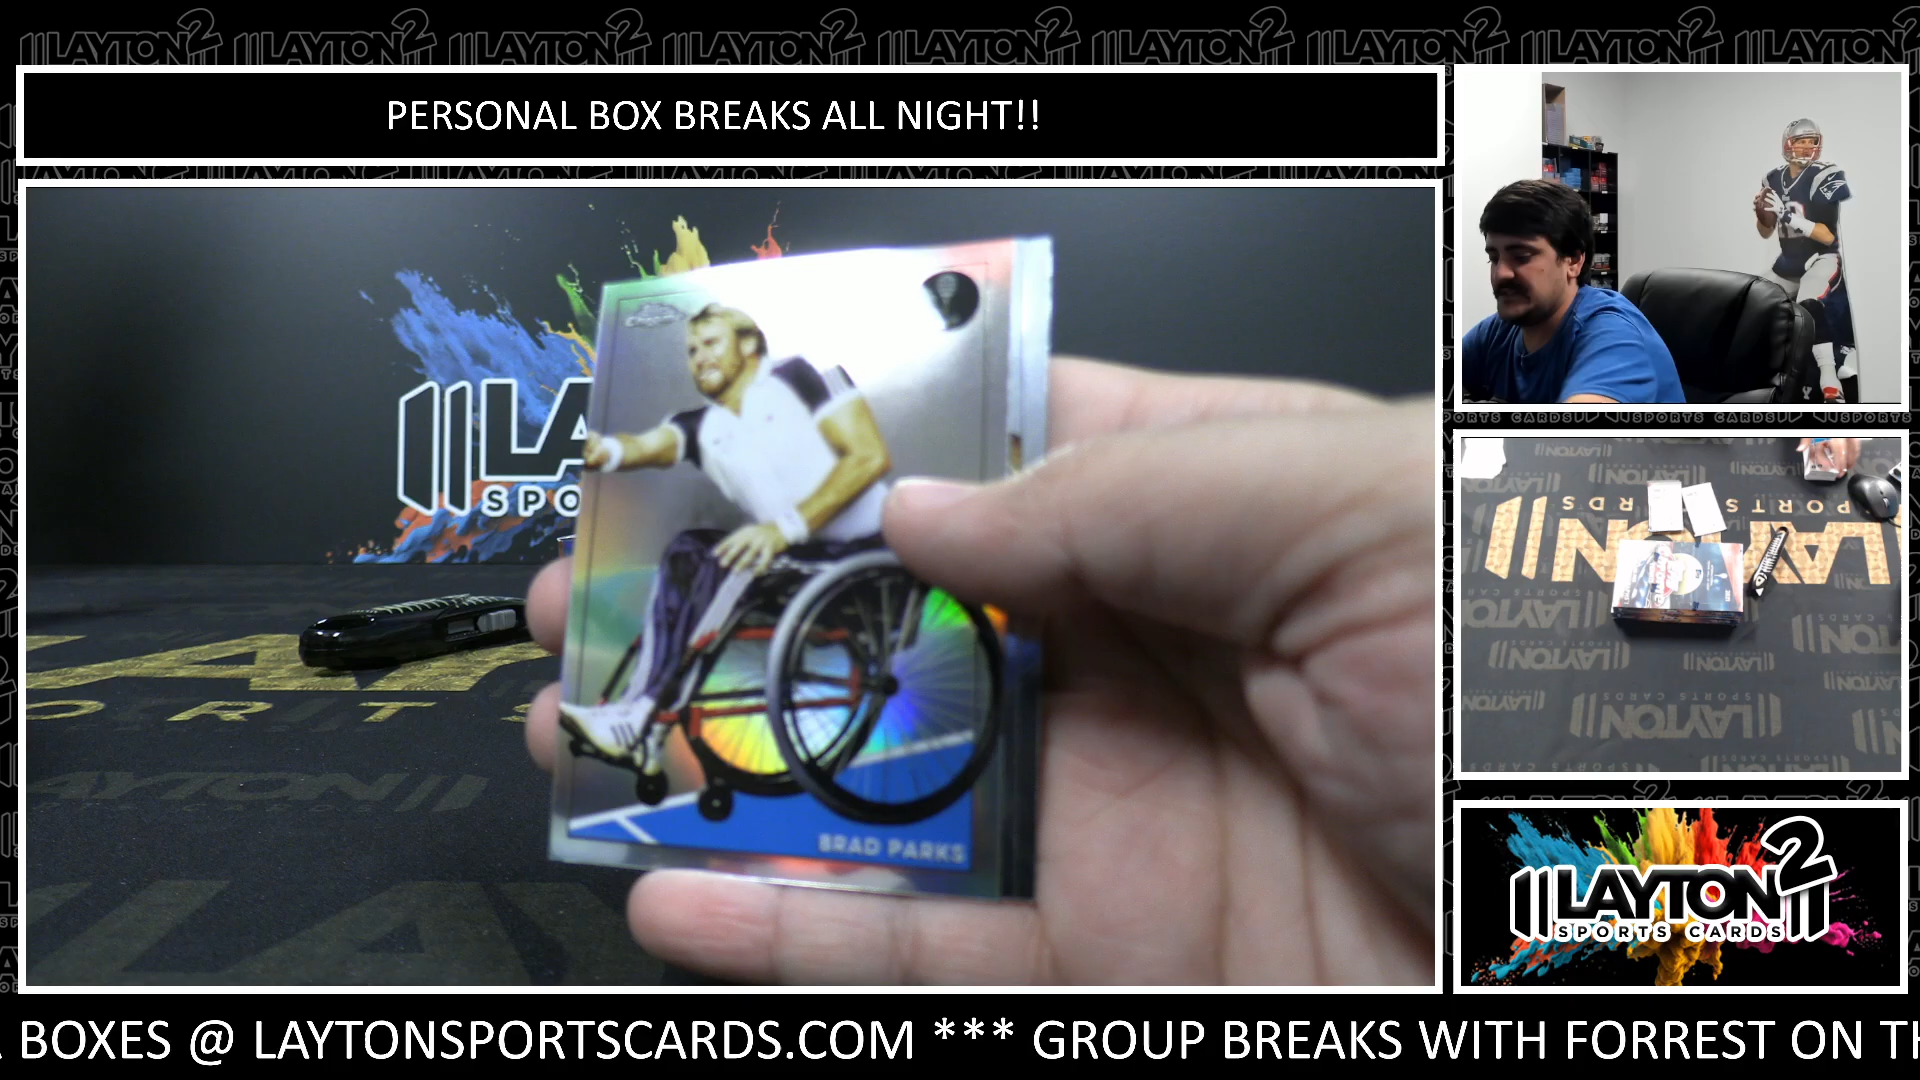 PERSONAL BOX BREAKS ALL NIGHT!!
BRAD PARKS
LAYTON 2
SPORTS CARDS
BOXES @ LAYTONSPORTSCARDS.COM *** GROUP BREAKS WITH FORREST ON TH